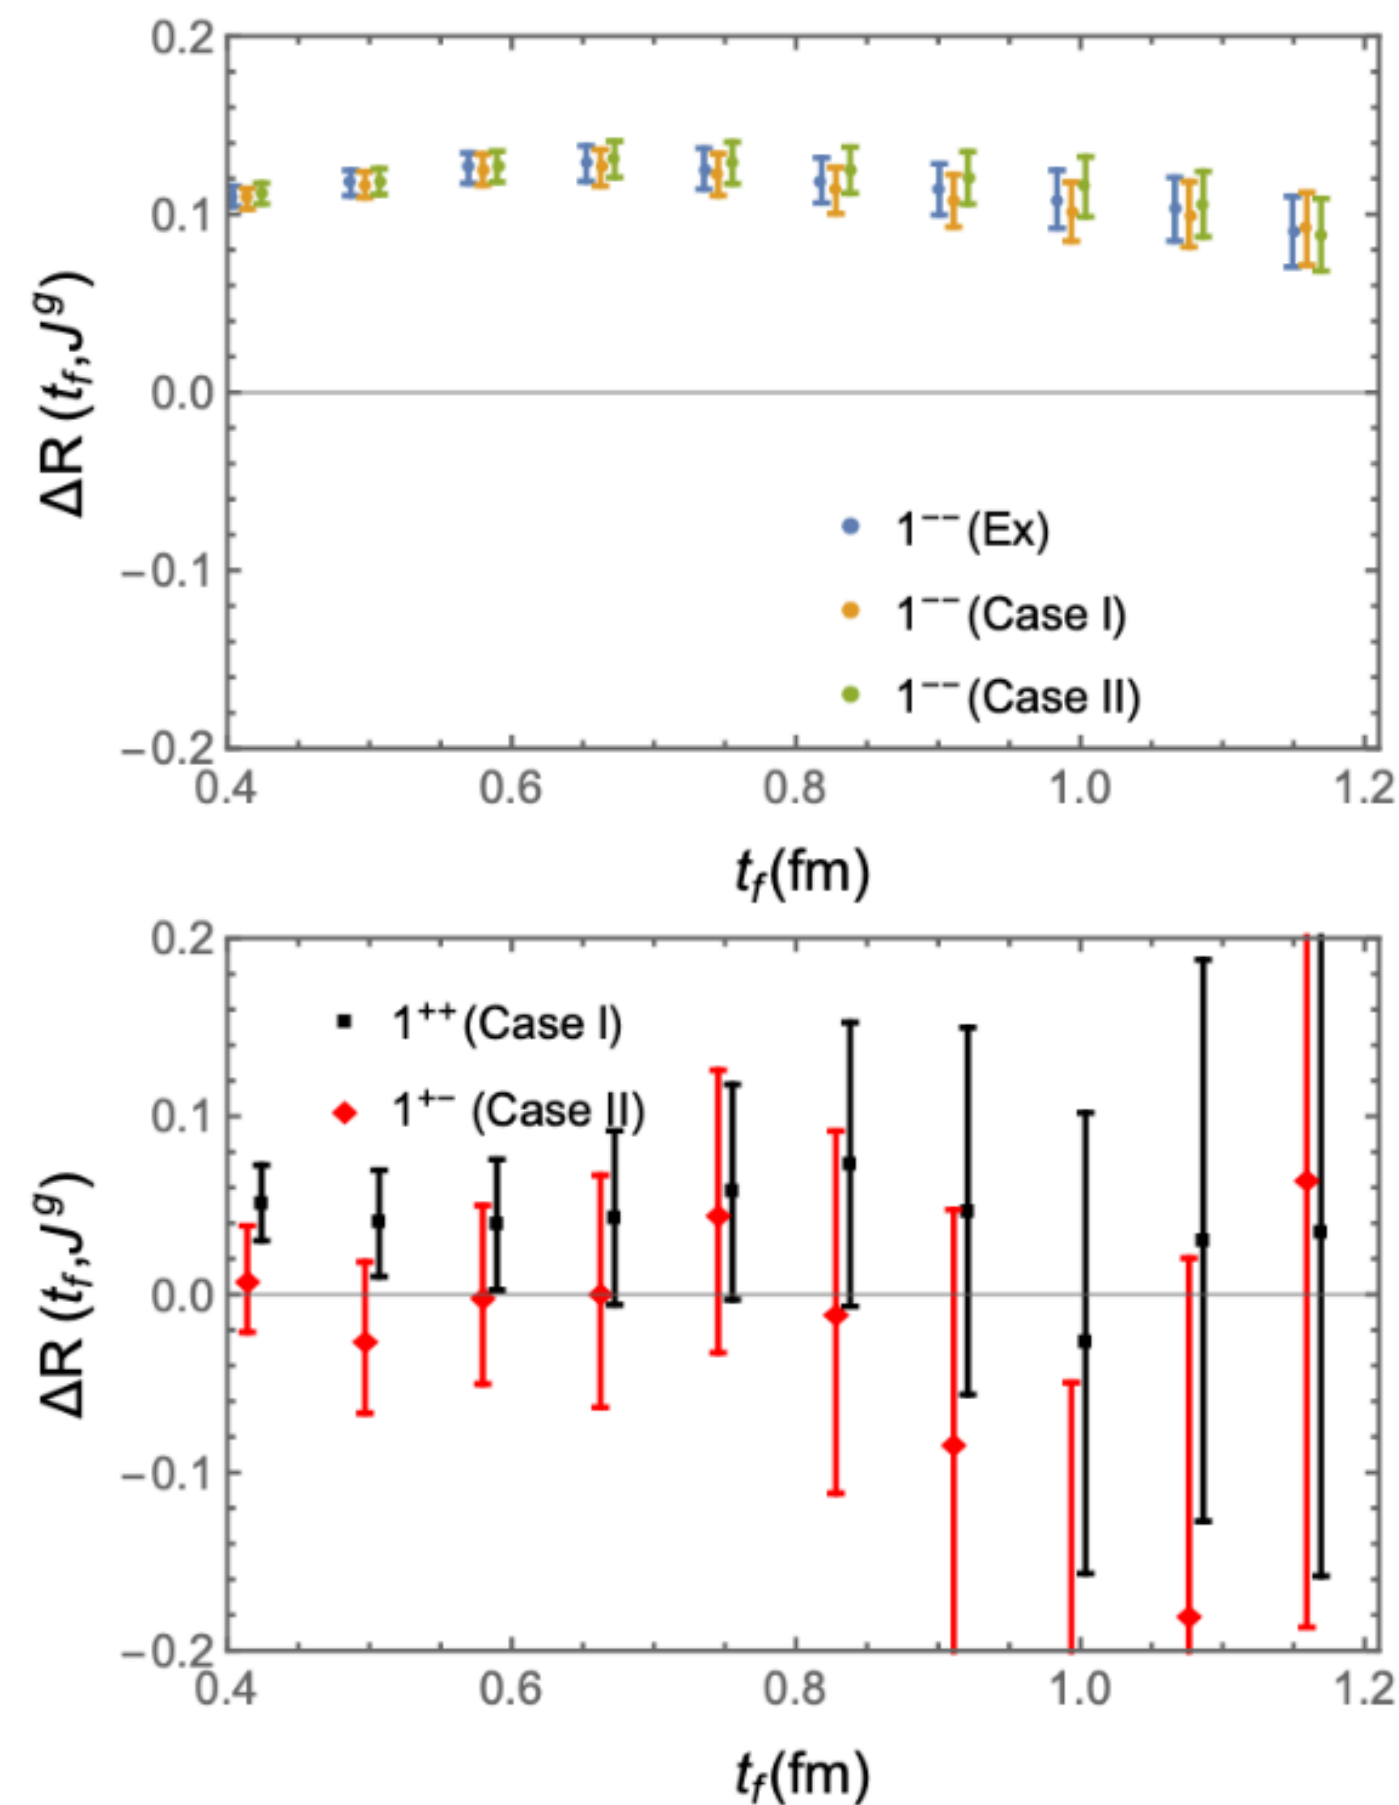 0.2
0.1
0.0
−0.1
−0.2
ΔR (t_f,J^g)
1^−− (Ex)
1^−− (Case I)
1^−− (Case II)
0.4 0.6 0.8 1.0 1.2
t_f(fm)
0.2
0.1
0.0
−0.1
−0.2
ΔR (t_f,J^g)
1^++ (Case I)
1^+− (Case II)
0.4 0.6 0.8 1.0 1.2
t_f(fm)